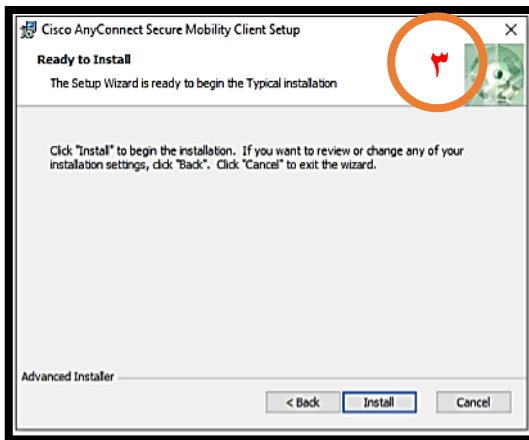 Cisco AnyConnect Secure Mobility Client Setup
Ready to Install
The Setup Wizard is ready to begin the Typical installation
۳
Click "Install" to begin the installation. If you want to review or change any of your
installation settings, click "Back". Click "Cancel" to exit the wizard.
Advanced Installer
< Back Install Cancel